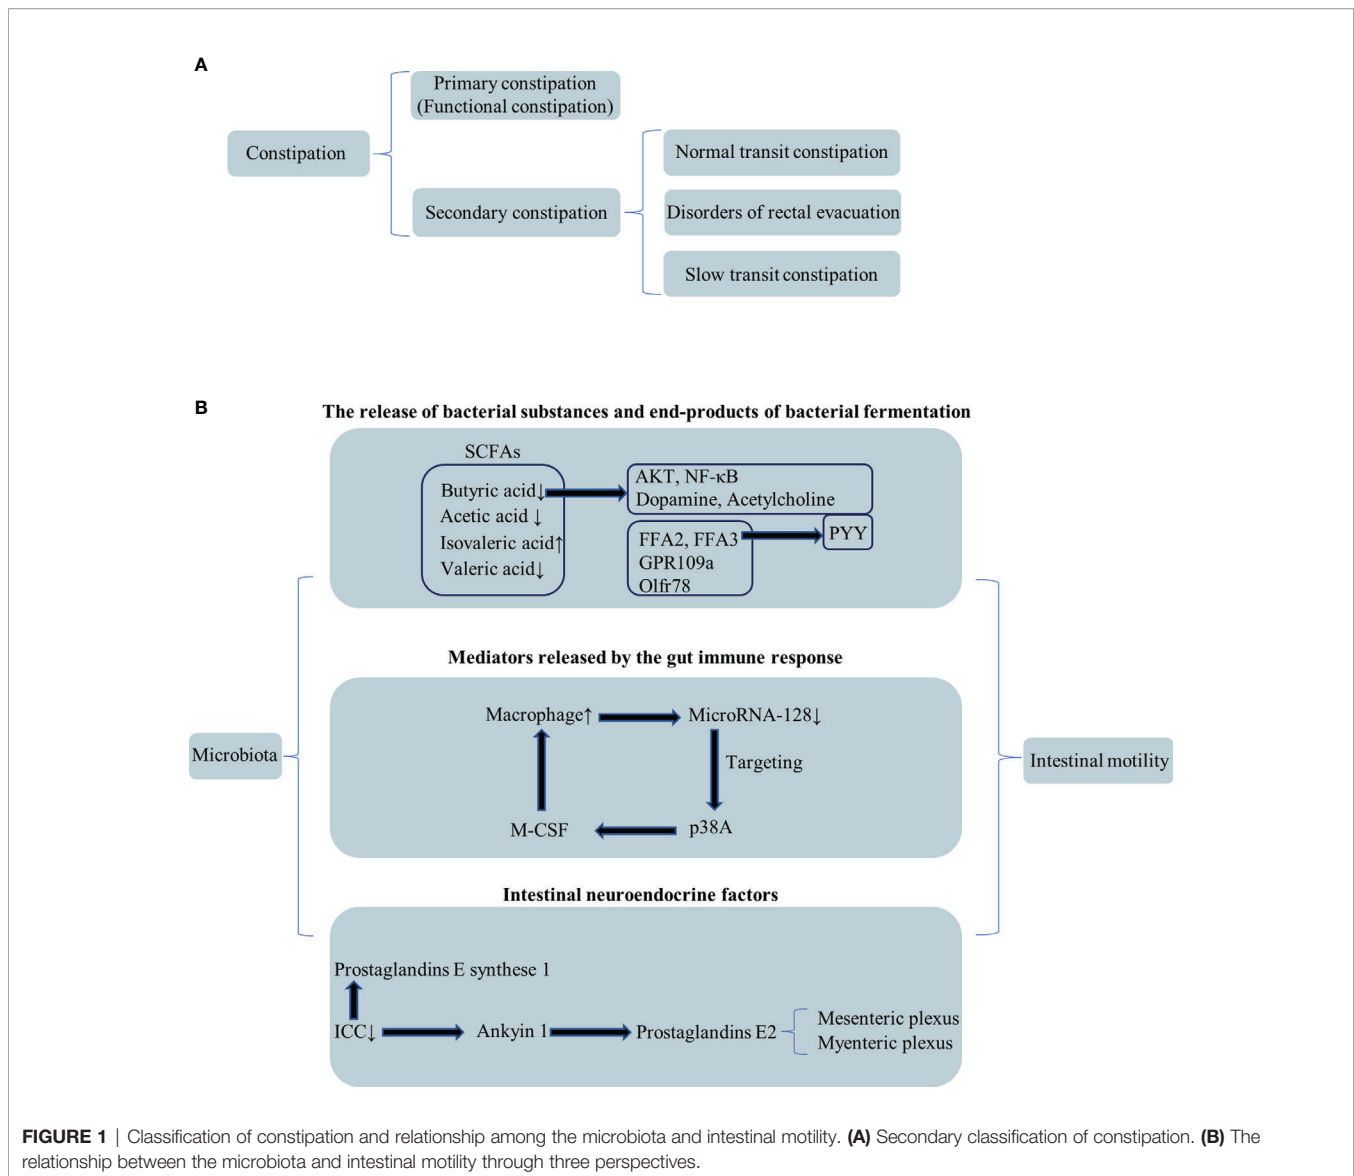 A
Primary constipation
(Functional constipation)
Constipation
Normal transit constipation
Secondary constipation
Disorders of rectal evacuation
Slow transit constipation
B
The release of bacterial substances and end-products of bacterial fermentation
SCFAs
Butyric acid↓
Acetic acid ↓
Isovaleric acid↑
Valeric acid↓
AKT, NF-κB
Dopamine, Acetylcholine
FFA2, FFA3
GPR109a
Olfr78
PYY
Mediators released by the gut immune response
Macrophage↑
MicroRNA-128↓
Targeting
M-CSF
p38A
Microbiota
Intestinal motility
Intestinal neuroendocrine factors
Prostaglandins E synthese 1
ICC↓
Ankyin 1
Prostaglandins E2
Mesenteric plexus
Myenteric plexus
FIGURE 1 | Classification of constipation and relationship among the microbiota and intestinal motility. (A) Secondary classification of constipation. (B) The
relationship between the microbiota and intestinal motility through three perspectives.